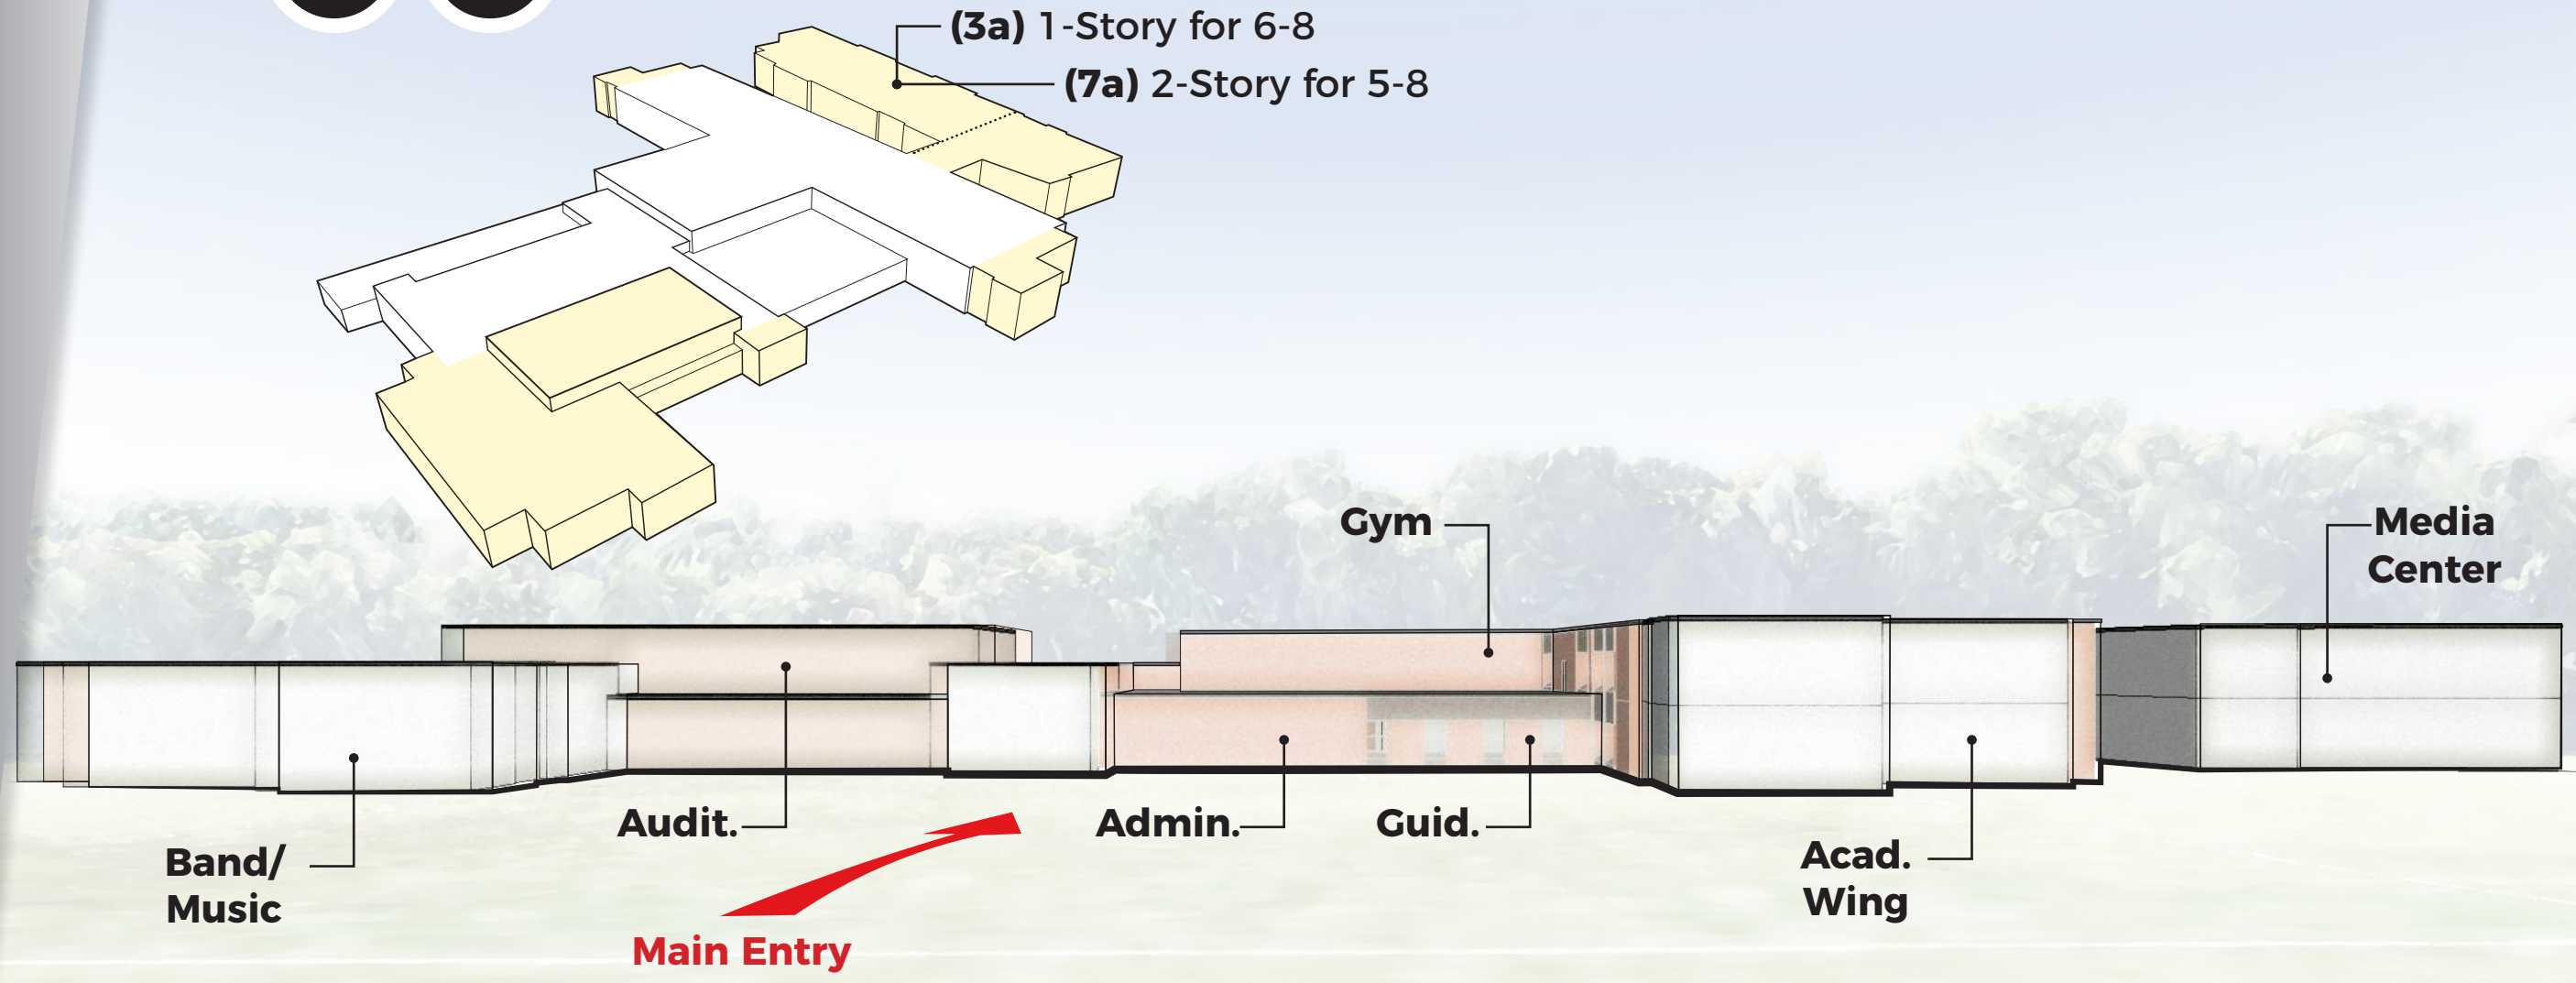 (3a) 1-Story for 6-8
(7a) 2-Story for 5-8
Gym
Media
Center
Audit.
Admin.
Guid.
Band/
Music
Acad.
Wing
Main Entry